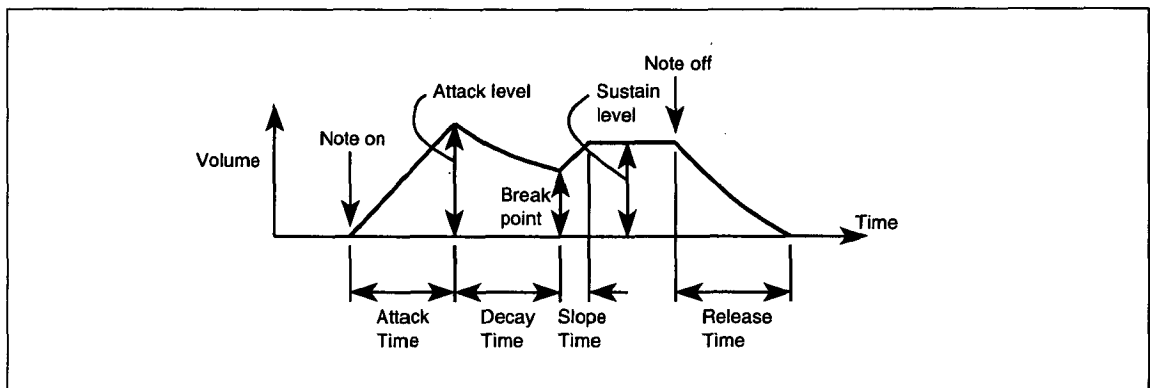 Note off
Attack level
Sustain
level
Note on
Volume
Break
point
Time
Attack
Time
Decay
Time
Slope
Time
Release
Time